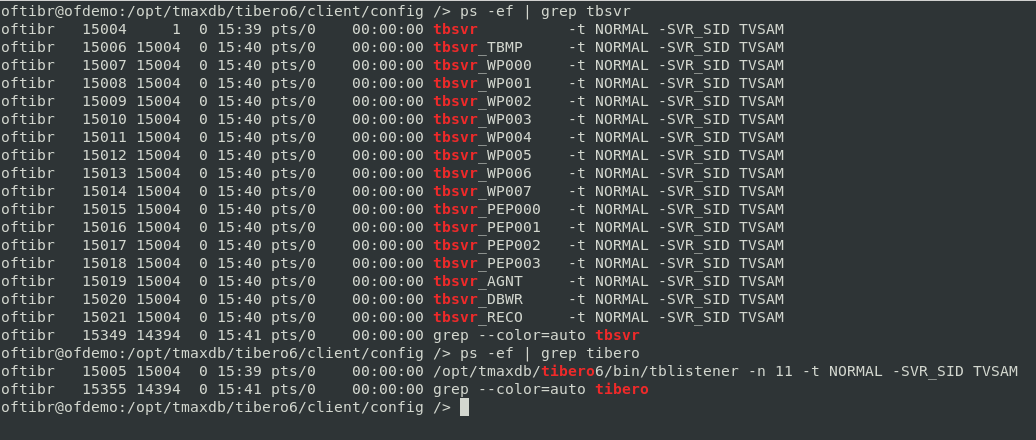 oftibr@ofdemo:/opt/tmaxdb/tibero6/client/config /> ps -ef | grep tbsvr
oftibr   15004     1  0 15:39 pts/0    00:00:00 tbsvr          -t NORMAL -SVR_SID TVSAM
oftibr   15006 15004  0 15:40 pts/0    00:00:00 tbsvr_TBMP     -t NORMAL -SVR_SID TVSAM
oftibr   15007 15004  0 15:40 pts/0    00:00:00 tbsvr_WP000    -t NORMAL -SVR_SID TVSAM
oftibr   15008 15004  0 15:40 pts/0    00:00:00 tbsvr_WP001    -t NORMAL -SVR_SID TVSAM
oftibr   15009 15004  0 15:40 pts/0    00:00:00 tbsvr_WP002    -t NORMAL -SVR_SID TVSAM
oftibr   15010 15004  0 15:40 pts/0    00:00:00 tbsvr_WP003    -t NORMAL -SVR_SID TVSAM
oftibr   15011 15004  0 15:40 pts/0    00:00:00 tbsvr_WP004    -t NORMAL -SVR_SID TVSAM
oftibr   15012 15004  0 15:40 pts/0    00:00:00 tbsvr_WP005    -t NORMAL -SVR_SID TVSAM
oftibr   15013 15004  0 15:40 pts/0    00:00:00 tbsvr_WP006    -t NORMAL -SVR_SID TVSAM
oftibr   15014 15004  0 15:40 pts/0    00:00:00 tbsvr_WP007    -t NORMAL -SVR_SID TVSAM
oftibr   15015 15004  0 15:40 pts/0    00:00:00 tbsvr_PEP000   -t NORMAL -SVR_SID TVSAM
oftibr   15016 15004  0 15:40 pts/0    00:00:00 tbsvr_PEP001   -t NORMAL -SVR_SID TVSAM
oftibr   15017 15004  0 15:40 pts/0    00:00:00 tbsvr_PEP002   -t NORMAL -SVR_SID TVSAM
oftibr   15018 15004  0 15:40 pts/0    00:00:00 tbsvr_PEP003   -t NORMAL -SVR_SID TVSAM
oftibr   15019 15004  0 15:40 pts/0    00:00:00 tbsvr_AGNT     -t NORMAL -SVR_SID TVSAM
oftibr   15020 15004  0 15:40 pts/0    00:00:00 tbsvr_DBWR     -t NORMAL -SVR_SID TVSAM
oftibr   15021 15004  0 15:40 pts/0    00:00:00 tbsvr_RECO     -t NORMAL -SVR_SID TVSAM
oftibr   15349 14394  0 15:41 pts/0    00:00:00 grep --color=auto tbsvr
oftibr@ofdemo:/opt/tmaxdb/tibero6/client/config /> ps -ef | grep tibero
oftibr   15005 15004  0 15:39 pts/0    00:00:00 /opt/tmaxdb/tibero6/bin/tblistener -n 11 -t NORMAL -SVR_SID TVSAM
oftibr   15355 14394  0 15:41 pts/0    00:00:00 grep --color=auto tibero
oftibr@ofdemo:/opt/tmaxdb/tibero6/client/config />